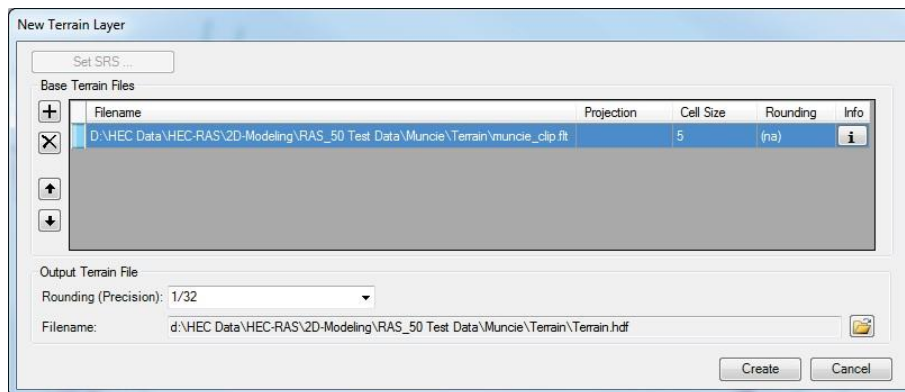 New Terrain Layer
Set SRS ...
Base Terrain Files
Filename Projection Cell Size Rounding Info
D:\HEC Data\HEC-RAS\2D-Modeling\RAS_50 Test Data\Muncie\Terrain\muncie_clip.flt 5 (na) i
Output Terrain File
Rounding (Precision): 1/32
Filename: d:\HEC Data\HEC-RAS\2D-Modeling\RAS_50 Test Data\Muncie\Terrain\Terrain.hdf
Create Cancel